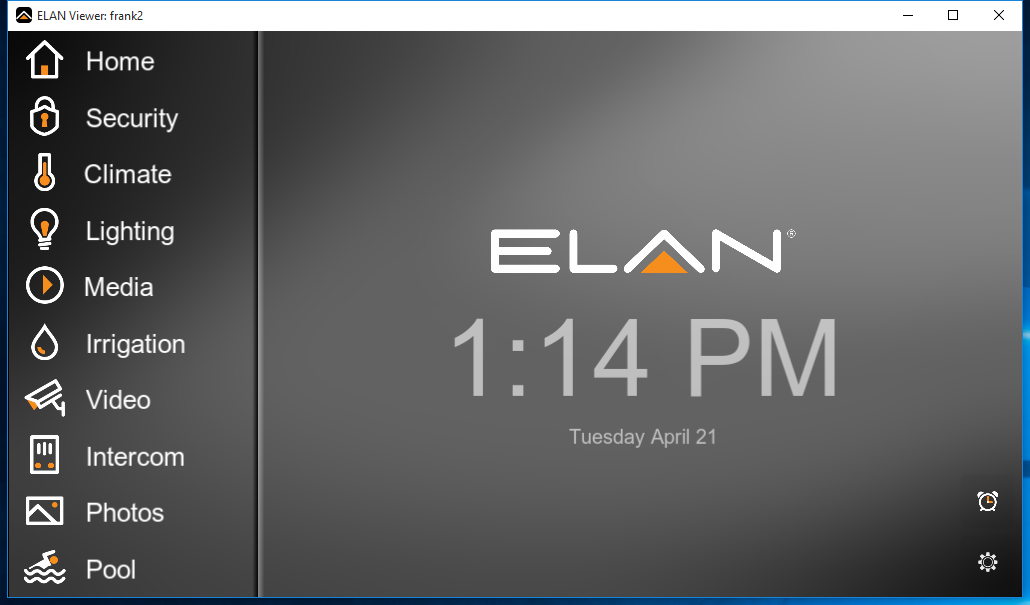 ELAN Viewer: frank2
Home
Security
Climate
Lighting
Media
Irrigation
Video
Intercom
Photos
Pool
ELAN®
1:14 PM
Tuesday April 21